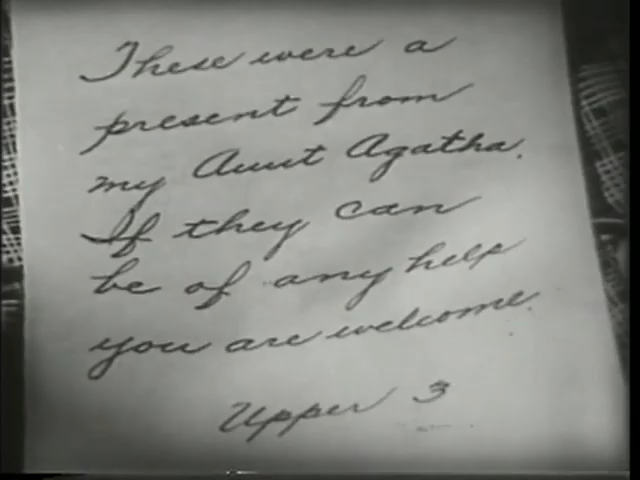 These were a
present from
my Aunt Agatha.
If they can
be of any help
you are welcome.
Upper 3